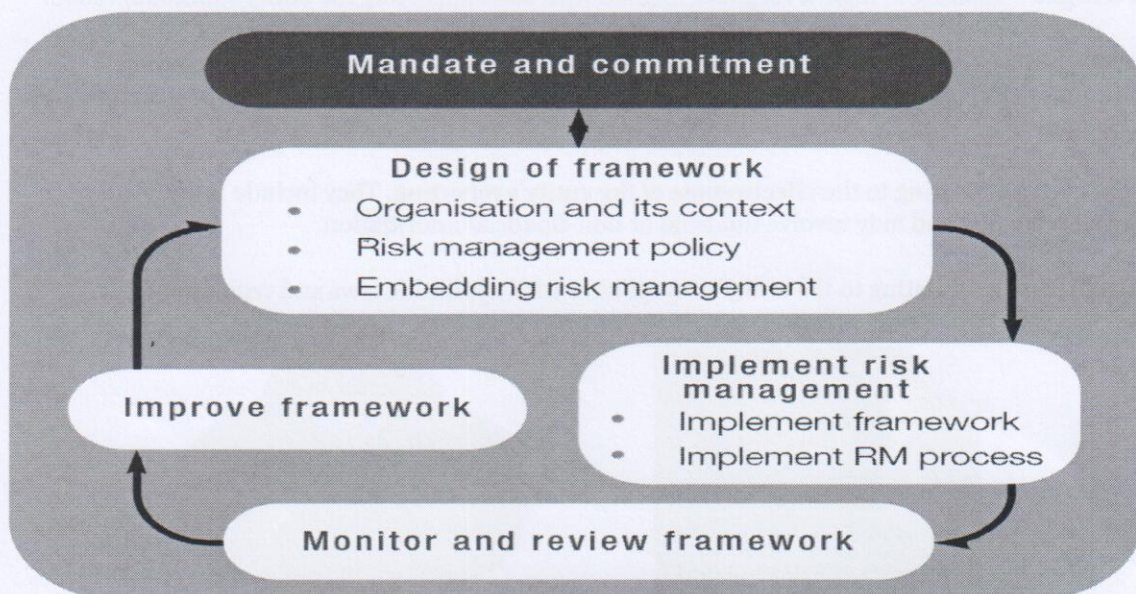 Mandate and commitment
Design of framework
• Organisation and its context
• Risk management policy
• Embedding risk management
Implement risk
management
• Implement framework
• Implement RM process
Improve framework
Monitor and review framework